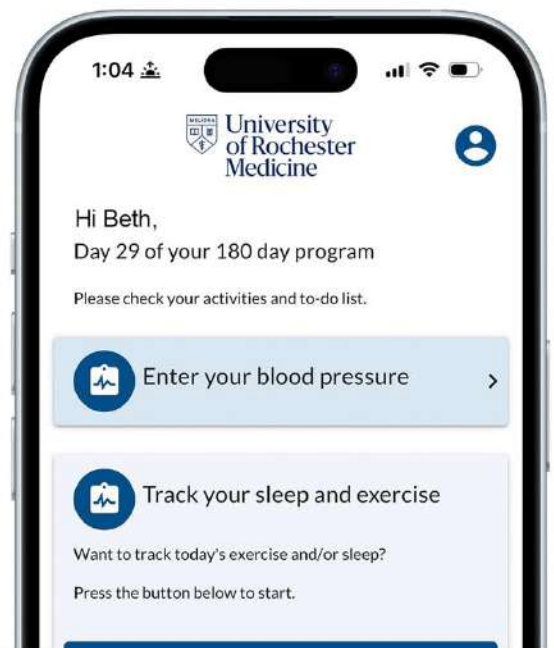 1:04
University
of Rochester
Medicine
Hi Beth,
Day 29 of your 180 day program
Please check your activities and to-do list.
Enter your blood pressure
Track your sleep and exercise
Want to track today's exercise and/or sleep?
Press the button below to start.